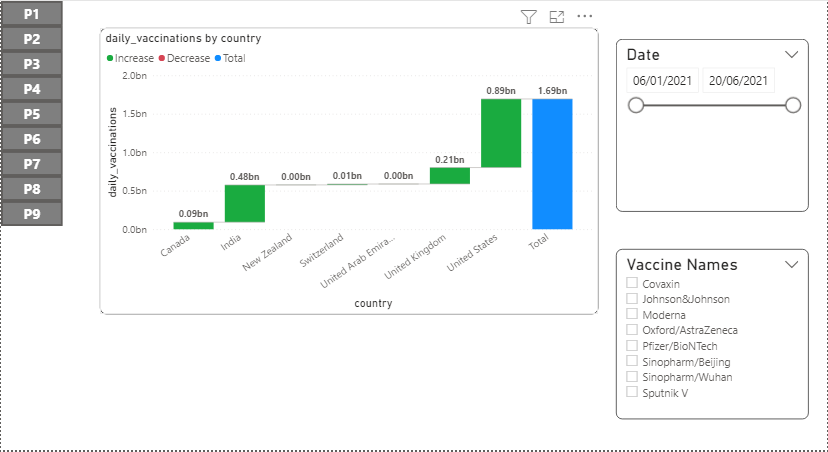 P1
P2
P3
P4
P5
P6
P7
P8
P9
daily_vaccinations by country
Increase Decrease Total
2.0bn
1.5bn
1.0bn
0.5bn
0.0bn
daily_vaccinations
0.09bn
0.48bn
0.00bn
0.01bn
0.00bn
0.21bn
0.89bn
1.69bn
Canada
India
New Zealand
Switzerland
United Arab Emira...
United Kingdom
United States
Total
country
Date
06/01/2021 20/06/2021
Vaccine Names
Covaxin
Johnson&Johnson
Moderna
Oxford/AstraZeneca
Pfizer/BioNTech
Sinopharm/Beijing
Sinopharm/Wuhan
Sputnik V